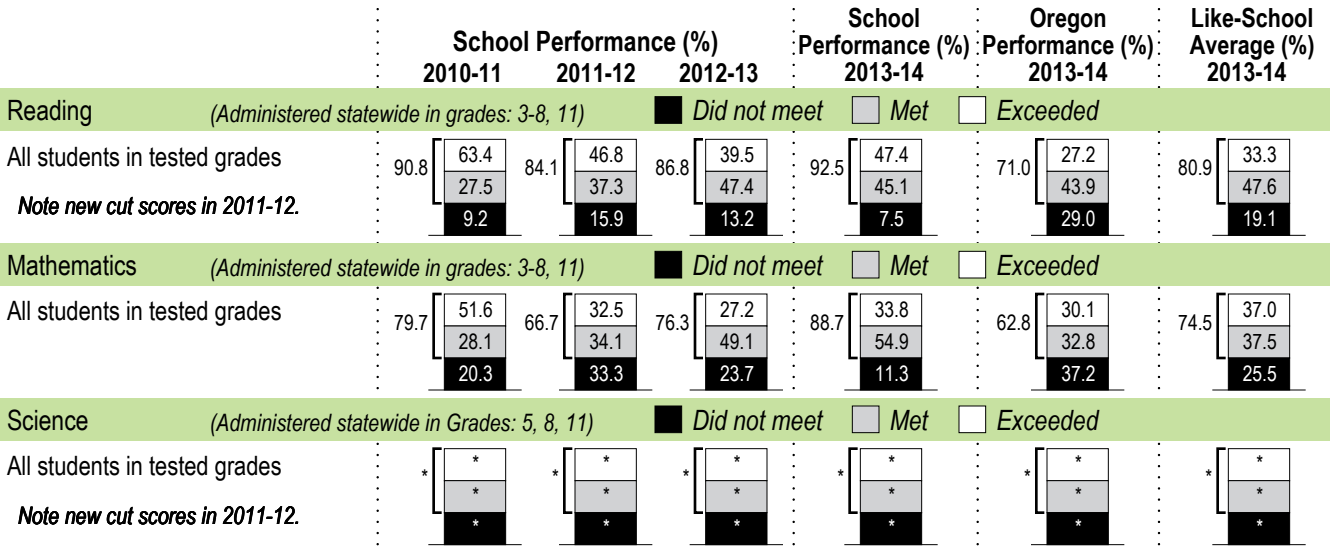 School Performance (%) School Performance (%) Oregon Performance (%) Like-School Average (%)
2010-11 2011-12 2012-13 2013-14 2013-14 2013-14
Reading (Administered statewide in grades: 3-8, 11) Did not meet Met Exceeded
All students in tested grades
63.4 46.8 39.5 47.4 27.2 33.3
90.8 84.1 86.8 92.5 71.0 80.9
27.5 37.3 47.4 45.1 43.9 47.6
Note new cut scores in 2011-12.
9.2 15.9 13.2 7.5 29.0 19.1
Mathematics (Administered statewide in grades: 3-8, 11) Did not meet Met Exceeded
All students in tested grades
51.6 32.5 27.2 33.8 30.1 37.0
79.7 66.7 76.3 88.7 62.8 74.5
28.1 34.1 49.1 54.9 32.8 37.5
20.3 33.3 23.7 11.3 37.2 25.5
Science (Administered statewide in Grades: 5, 8, 11) Did not meet Met Exceeded
All students in tested grades
* * * * * *
* * * * * *
* * * * * *
Note new cut scores in 2011-12.
* * * * * *